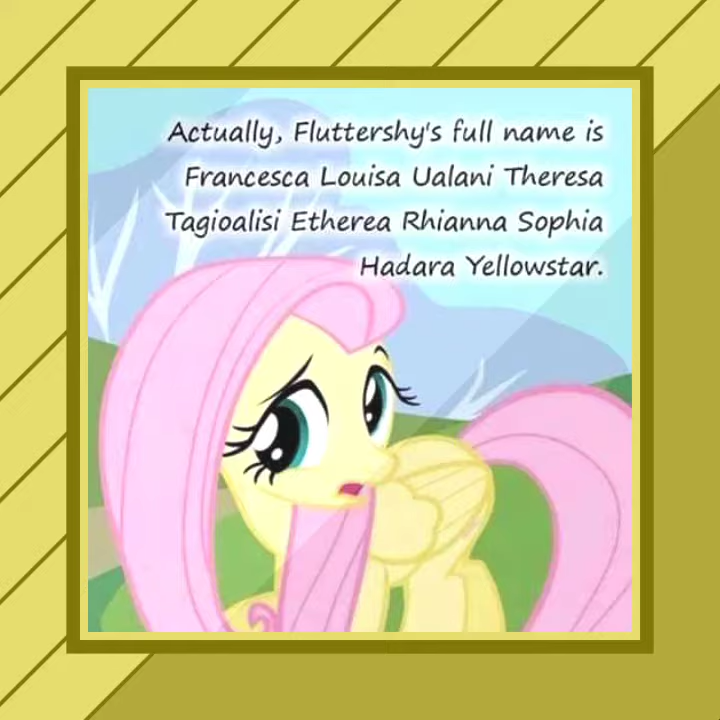 Actually, Fluttershy's full name is
Francesca Louisa Ualani Theresa
Tagioalisi Etherea Rhianna Sophia
Hadara Yellowstar.